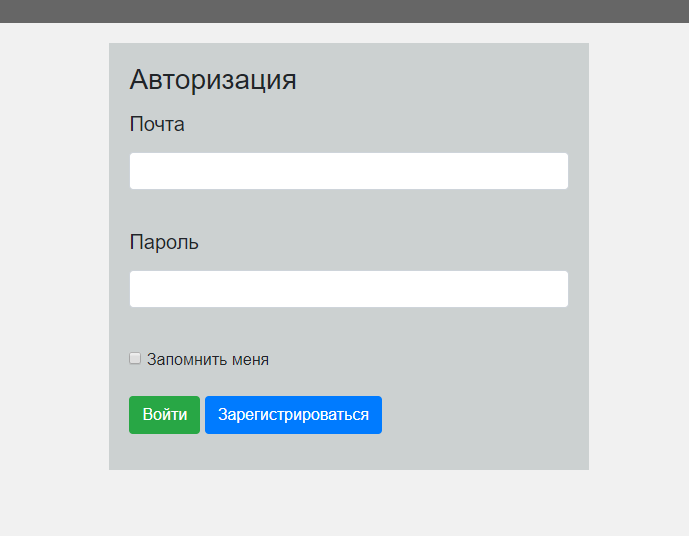 Авторизация
Почта
Пароль
Запомнить меня
Войти Зарегистрироваться